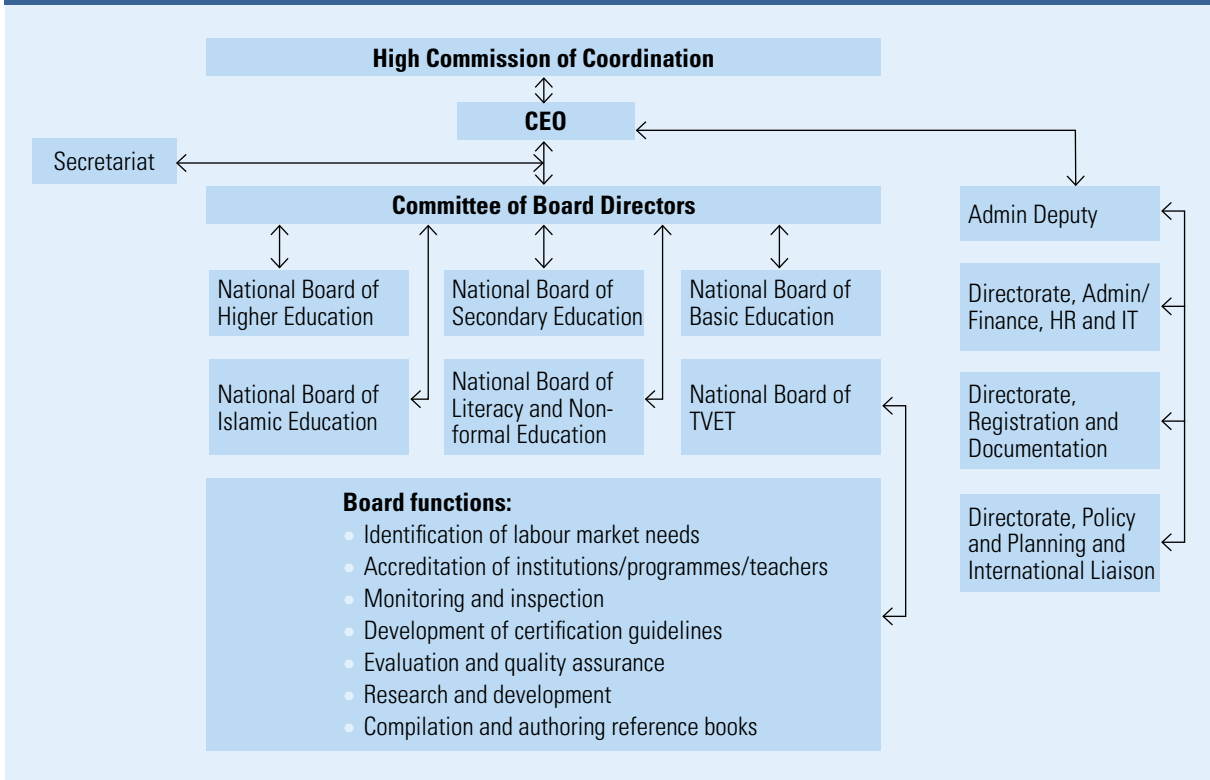 High Commission of Coordination
CEO
Secretariat
Committee of Board Directors
Admin Deputy
National Board of
Higher Education
National Board of
Secondary Education
National Board of
Basic Education
Directorate, Admin/
Finance, HR and IT
National Board of
Islamic Education
National Board of
Literacy and Non-
formal Education
National Board of
TVET
Directorate,
Registration and
Documentation
Board functions:
• Identification of labour market needs
• Accreditation of institutions/programmes/teachers
• Monitoring and inspection
• Development of certification guidelines
• Evaluation and quality assurance
• Research and development
• Compilation and authoring reference books
Directorate, Policy
and Planning and
International Liaison